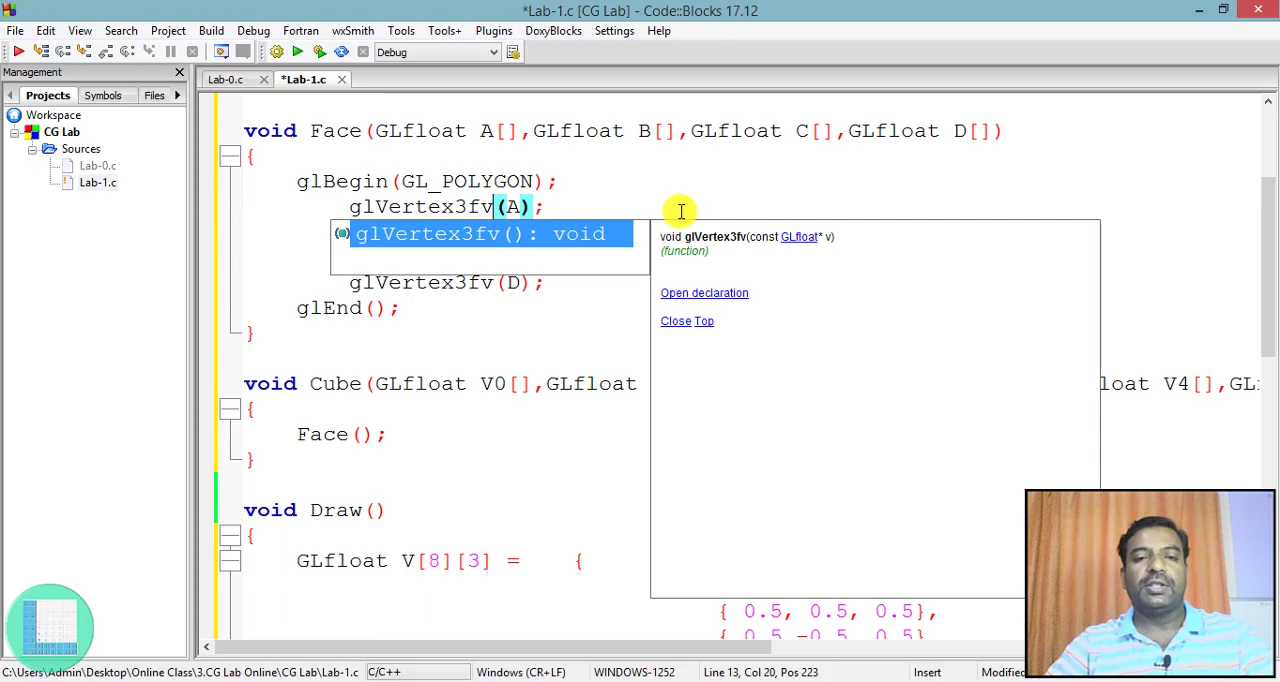 *Lab-1.c [CG Lab] - Code::Blocks 17.12
File Edit View Search Project Build Debug Fortran wxSmith Tools Tools+ Plugins DoxyBlocks Settings Help
Debug
Management
Projects Symbols Files
Workspace
CG Lab
Sources
Lab-0.c
Lab-1.c
Lab-0.c *Lab-1.c
void Face(GLfloat A[],GLfloat B[],GLfloat C[],GLfloat D[])
{
glBegin(GL_POLYGON);
glVertex3fv(A);
glVertex3fv(): void
void glVertex3fv(const GLfloat* v)
(function)
Open declaration
Close Top
glVertex3fv(D);
glEnd();
}
void Cube(GLfloat V0[],GLfloat loat V4[],GL
{
Face();
}
void Draw()
{
GLfloat V[8][3] = {
{ 0.5, 0.5, 0.5},
{ 0.5,-0.5, 0.5}
C:\Users\Admin\Desktop\Online Class\3.CG Lab Online\CG Lab\Lab-1.c C/C++ Windows (CR+LF) WINDOWS-1252 Line 13, Col 20, Pos 223 Insert Modified